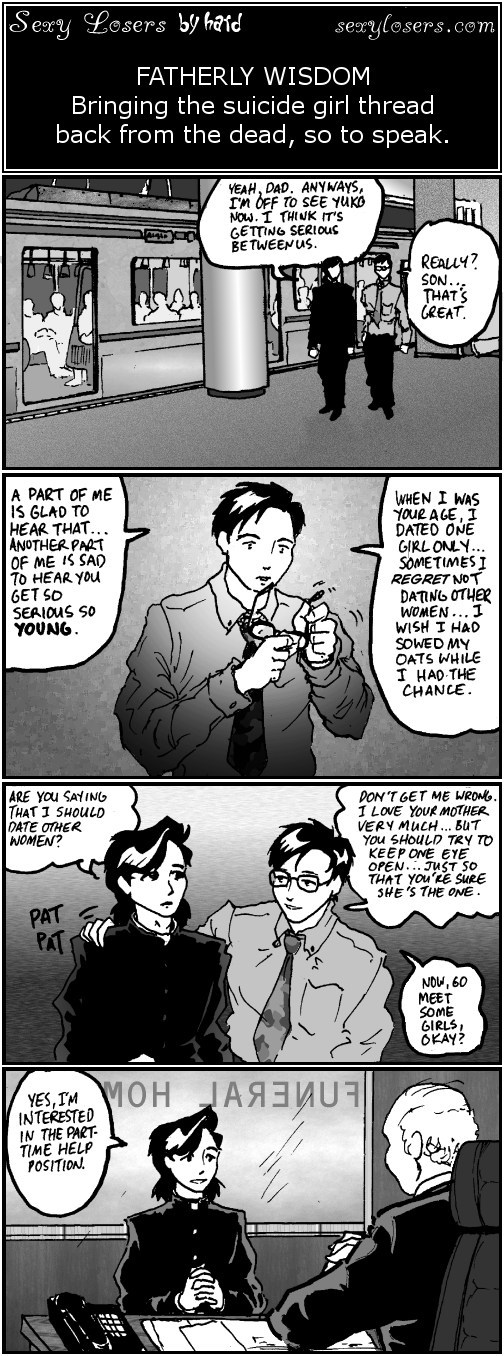 Sexy Losers by hard
sexylosers.com
FATHERLY WISDOM
Bringing the suicide girl thread
back from the dead, so to speak.
YEAH, DAD. ANYWAYS,
I'M OFF TO SEE YUKO
NOW. I THINK IT'S
GETTING SERIOUS
BETWEEN US.
REALLY?
SON...
THAT'S
GREAT.
A PART OF ME
IS GLAD TO
HEAR THAT...
ANOTHER PART
OF ME IS SAD
TO HEAR YOU
GET SO
SERIOUS SO
YOUNG.
WHEN I WAS
YOUR AGE, I
DATED ONE
GIRL ONLY...
SOMETIMES I
REGRET NOT
DATING OTHER
WOMEN... I
WISH I HAD
SOWED MY
OATS WHILE
I HAD THE
CHANCE.
ARE YOU SAYING
THAT I SHOULD
DATE OTHER
WOMEN?
DON'T GET ME WRONG.
I LOVE YOUR MOTHER
VERY MUCH... BUT
YOU SHOULD TRY TO
KEEP ONE EYE
OPEN... JUST SO
THAT YOU'RE SURE
SHE'S THE ONE.
PAT
PAT
NOW, GO
MEET
SOME
GIRLS,
OKAY?
FUNERAL HOM
YES, I'M
INTERESTED
IN THE PART-
TIME HELP
POSITION.